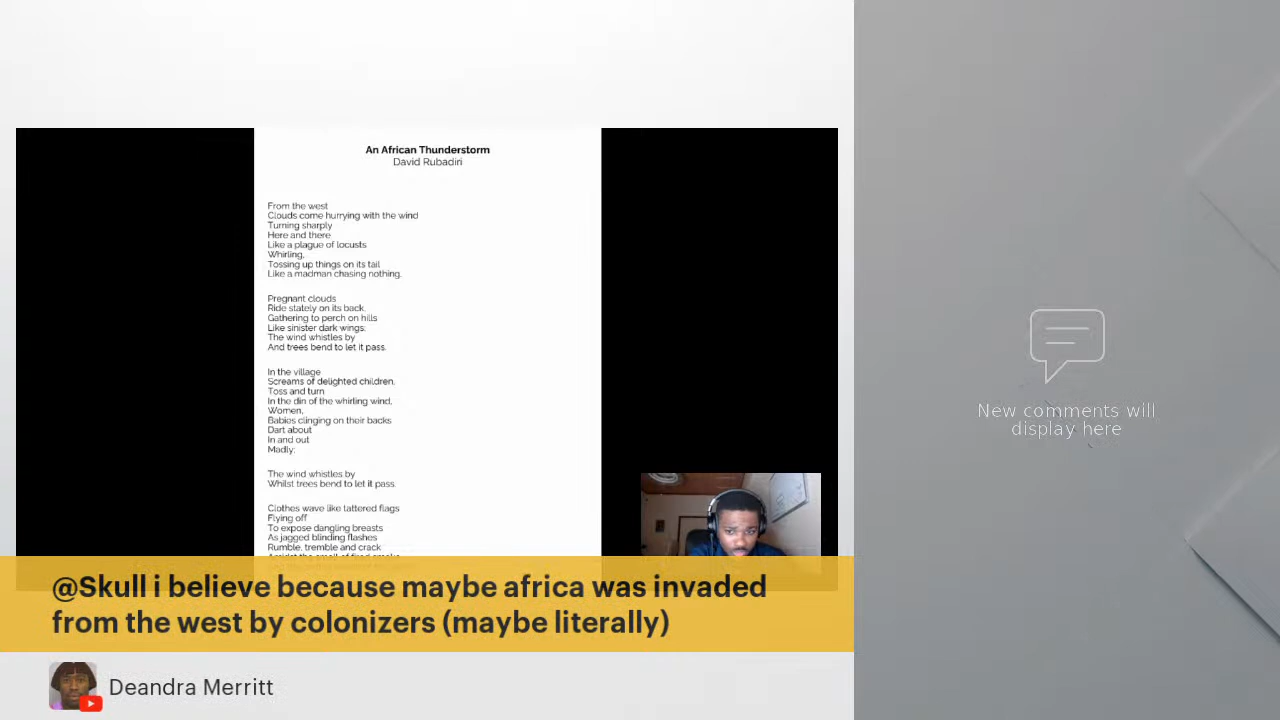 An African Thunderstorm
David Rubadiri
From the west
Clouds come hurrying with the wind
Turning sharply
Here and there
Like a plague of locusts
Whirling,
Tossing up things on its tail
Like a madman chasing nothing.
Pregnant clouds
Ride stately on its back,
Gathering to perch on hills
Like sinister dark wings;
The wind whistles by
And trees bend to let it pass.
In the village
Screams of delighted children,
Toss and turn
In the din of the whirling wind,
Women,
Babies clinging on their backs
Dart about
In and out
Madly;
The wind whistles by
Whilst trees bend to let it pass.
Clothes wave like tattered flags
Flying off
To expose dangling breasts
As jagged blinding flashes
Rumble, tremble and crack
@Skull i believe because maybe africa was invaded
from the west by colonizers (maybe literally)
Deandra Merritt
New comments will
display here